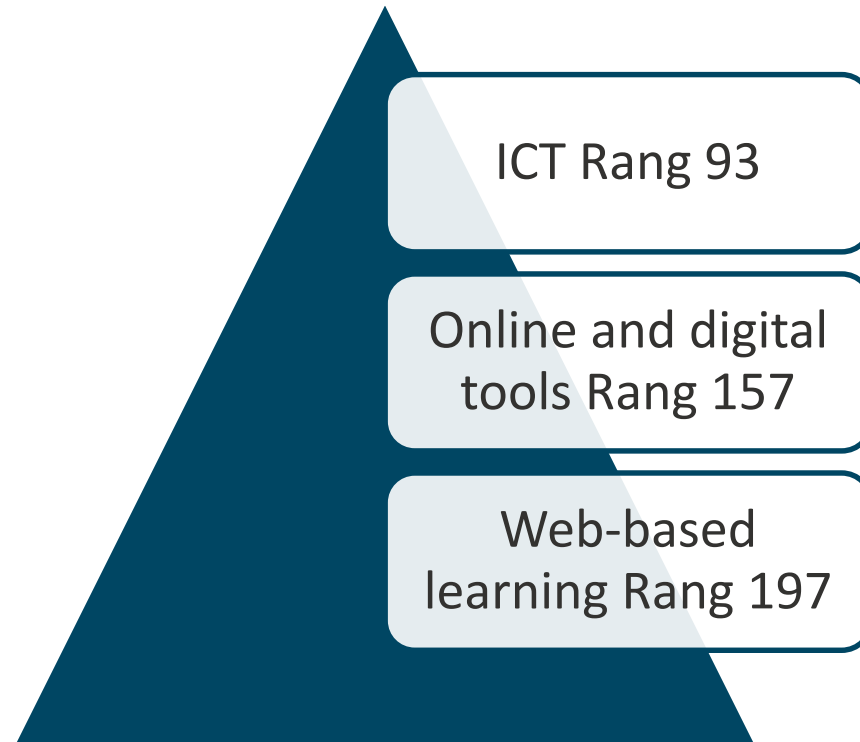 ICT Rang 93
Online and digital
tools Rang 157
Web-based
learning Rang 197